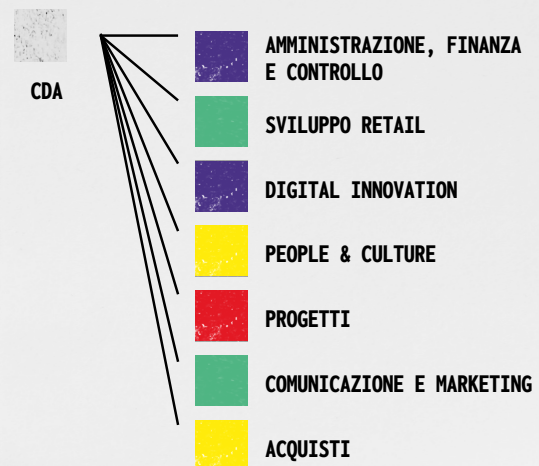 CDA
AMMINISTRAZIONE, FINANZA
E CONTROLLO
SVILUPPO RETAIL
DIGITAL INNOVATION
PEOPLE & CULTURE
PROGETTI
COMUNICAZIONE E MARKETING
ACQUISTI